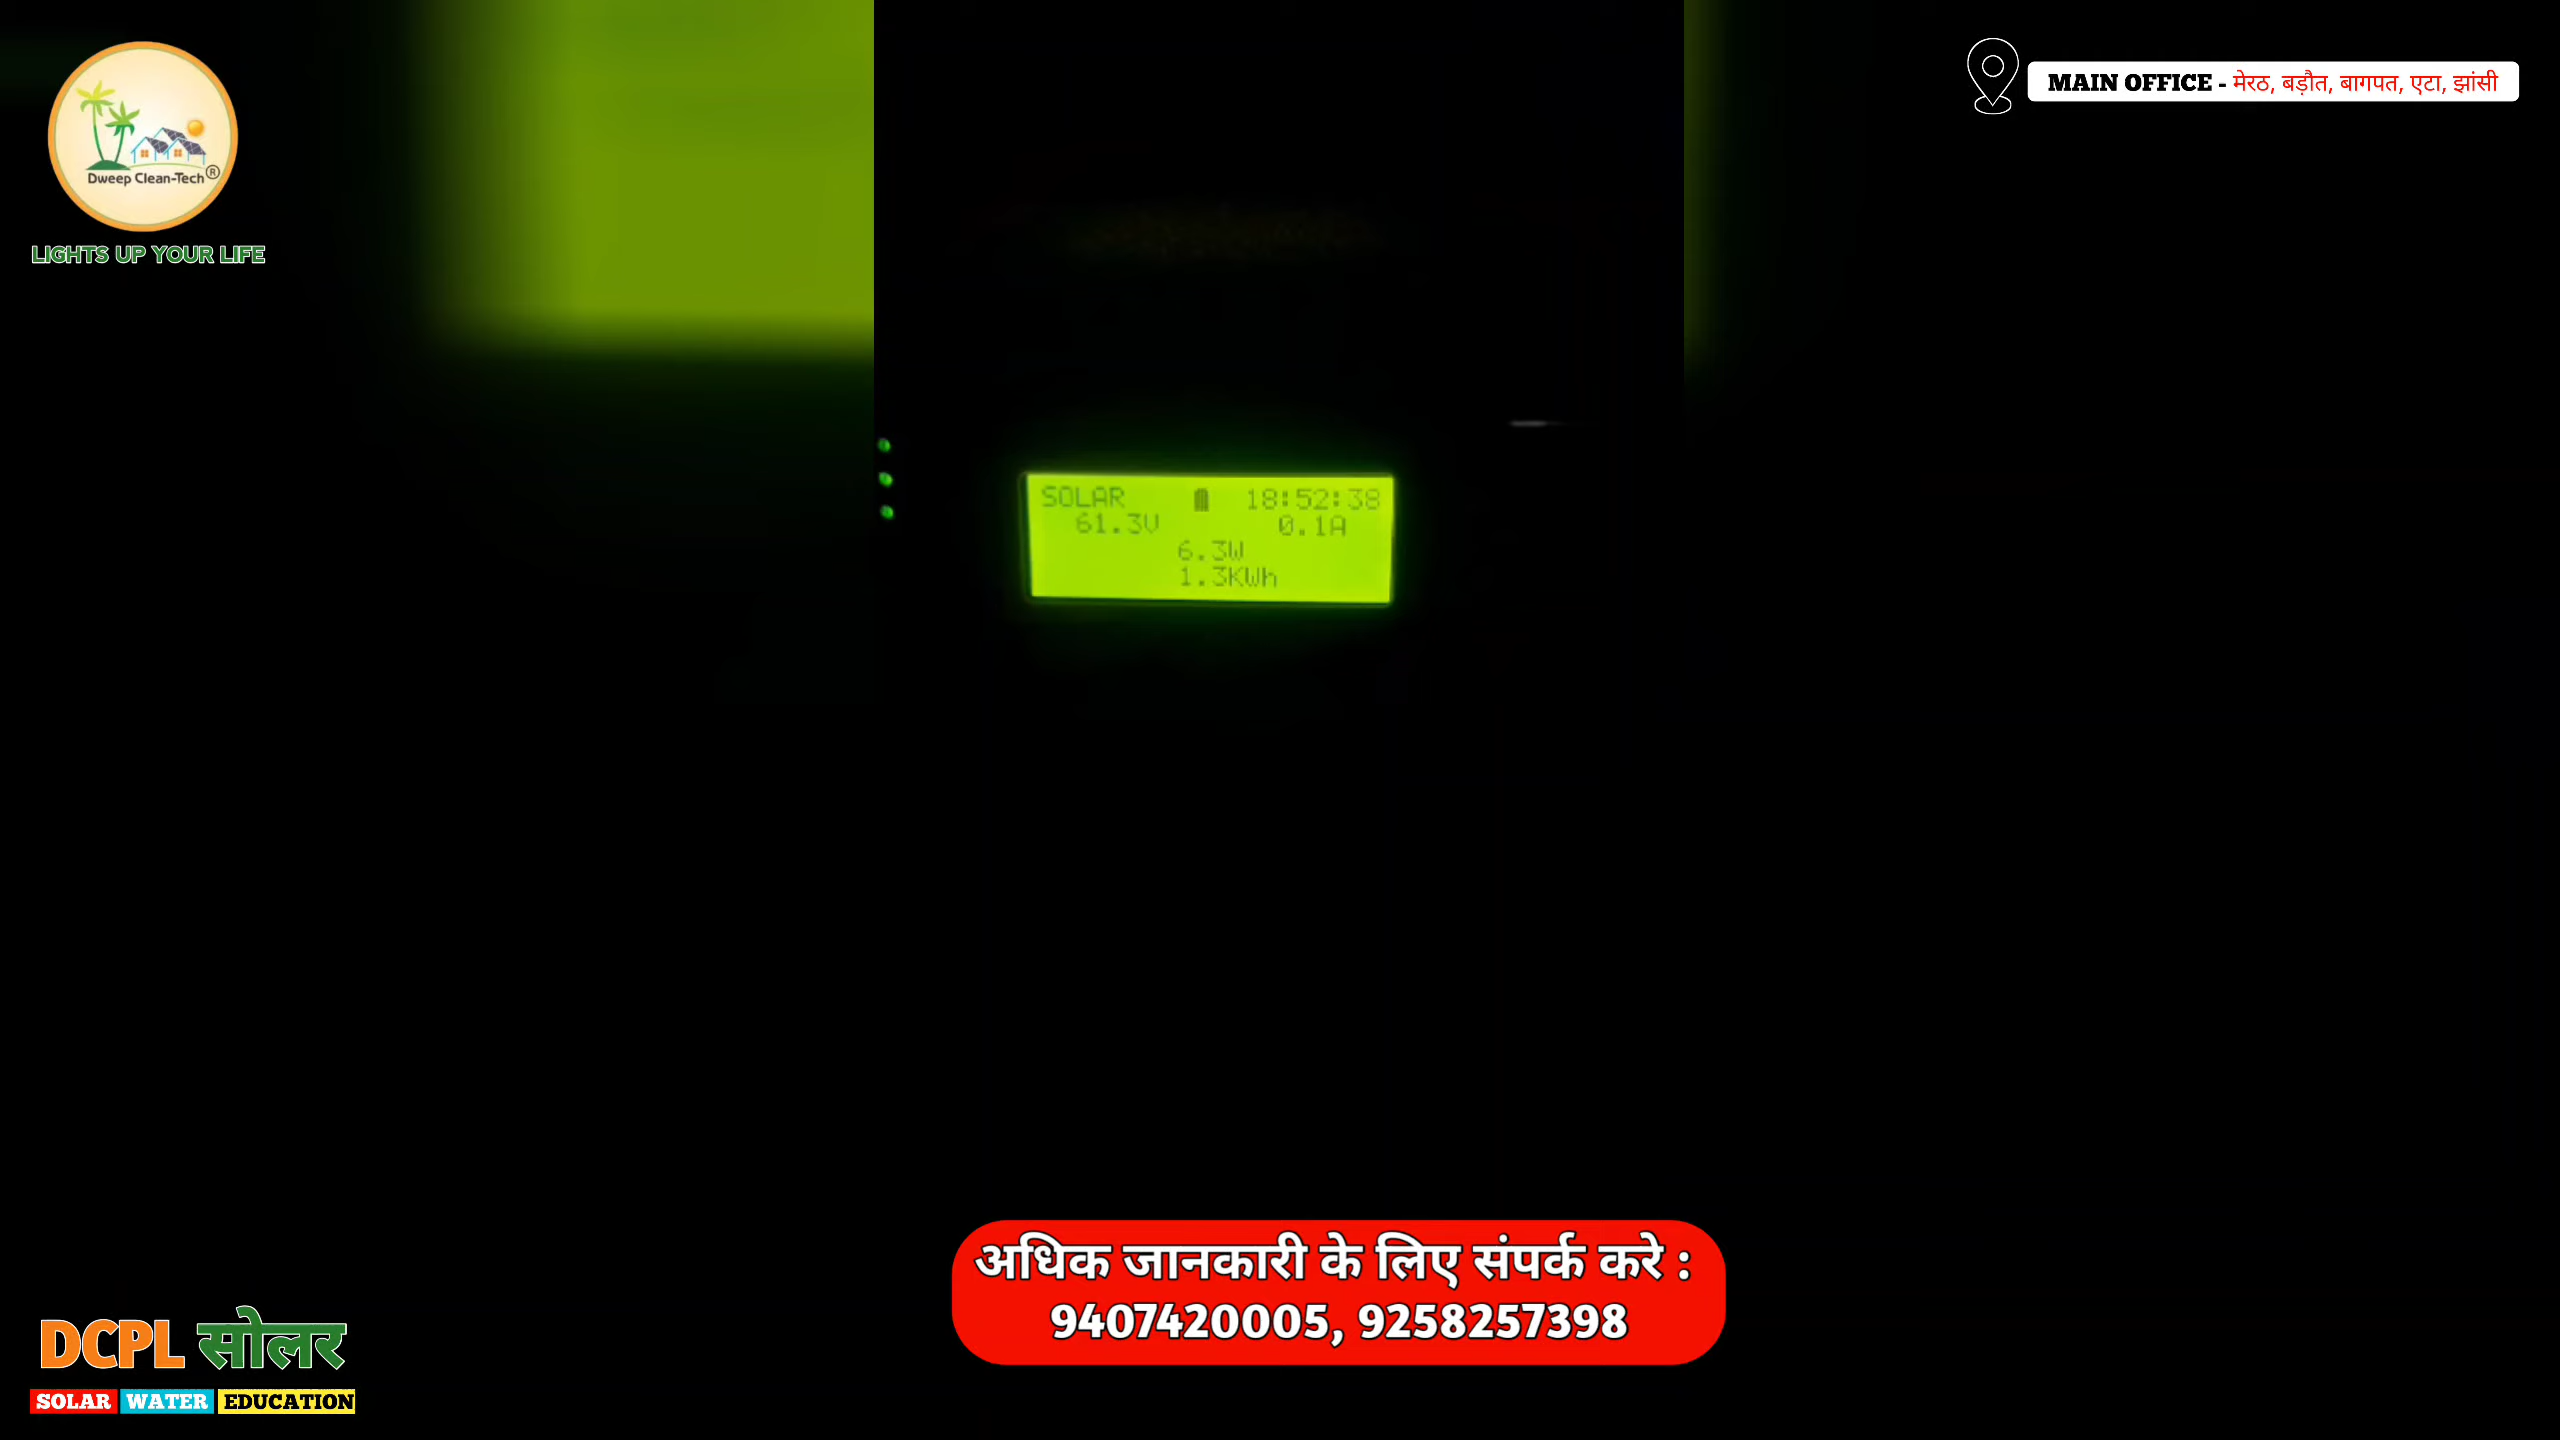 Dweep Clean-Tech®
LIGHTS UP YOUR LIFE
MAIN OFFICE - मेरठ, बड़ौत, बागपत, एटा, झांसी
SOLAR 18:52:38
61.3V 0.1A
6.3W
1.3KWh
अधिक जानकारी के लिए संपर्क करे :
9407420005, 9258257398
DCPL सोलर
SOLAR WATER EDUCATION